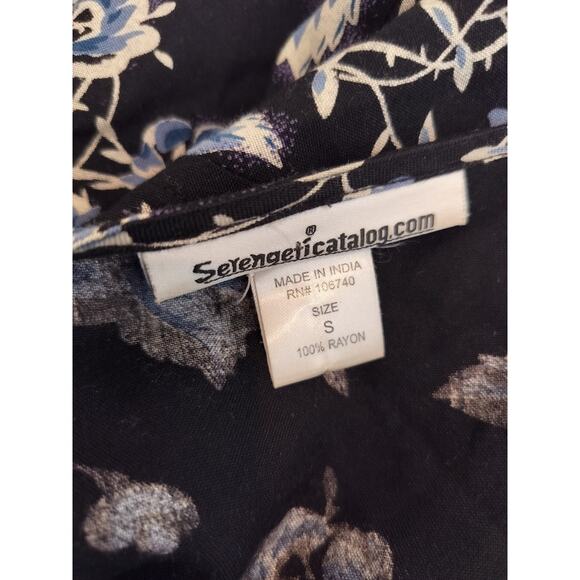 Serengeticatalog.com
®
MADE IN INDIA
RN# 106740
SIZE
S
100% RAYON